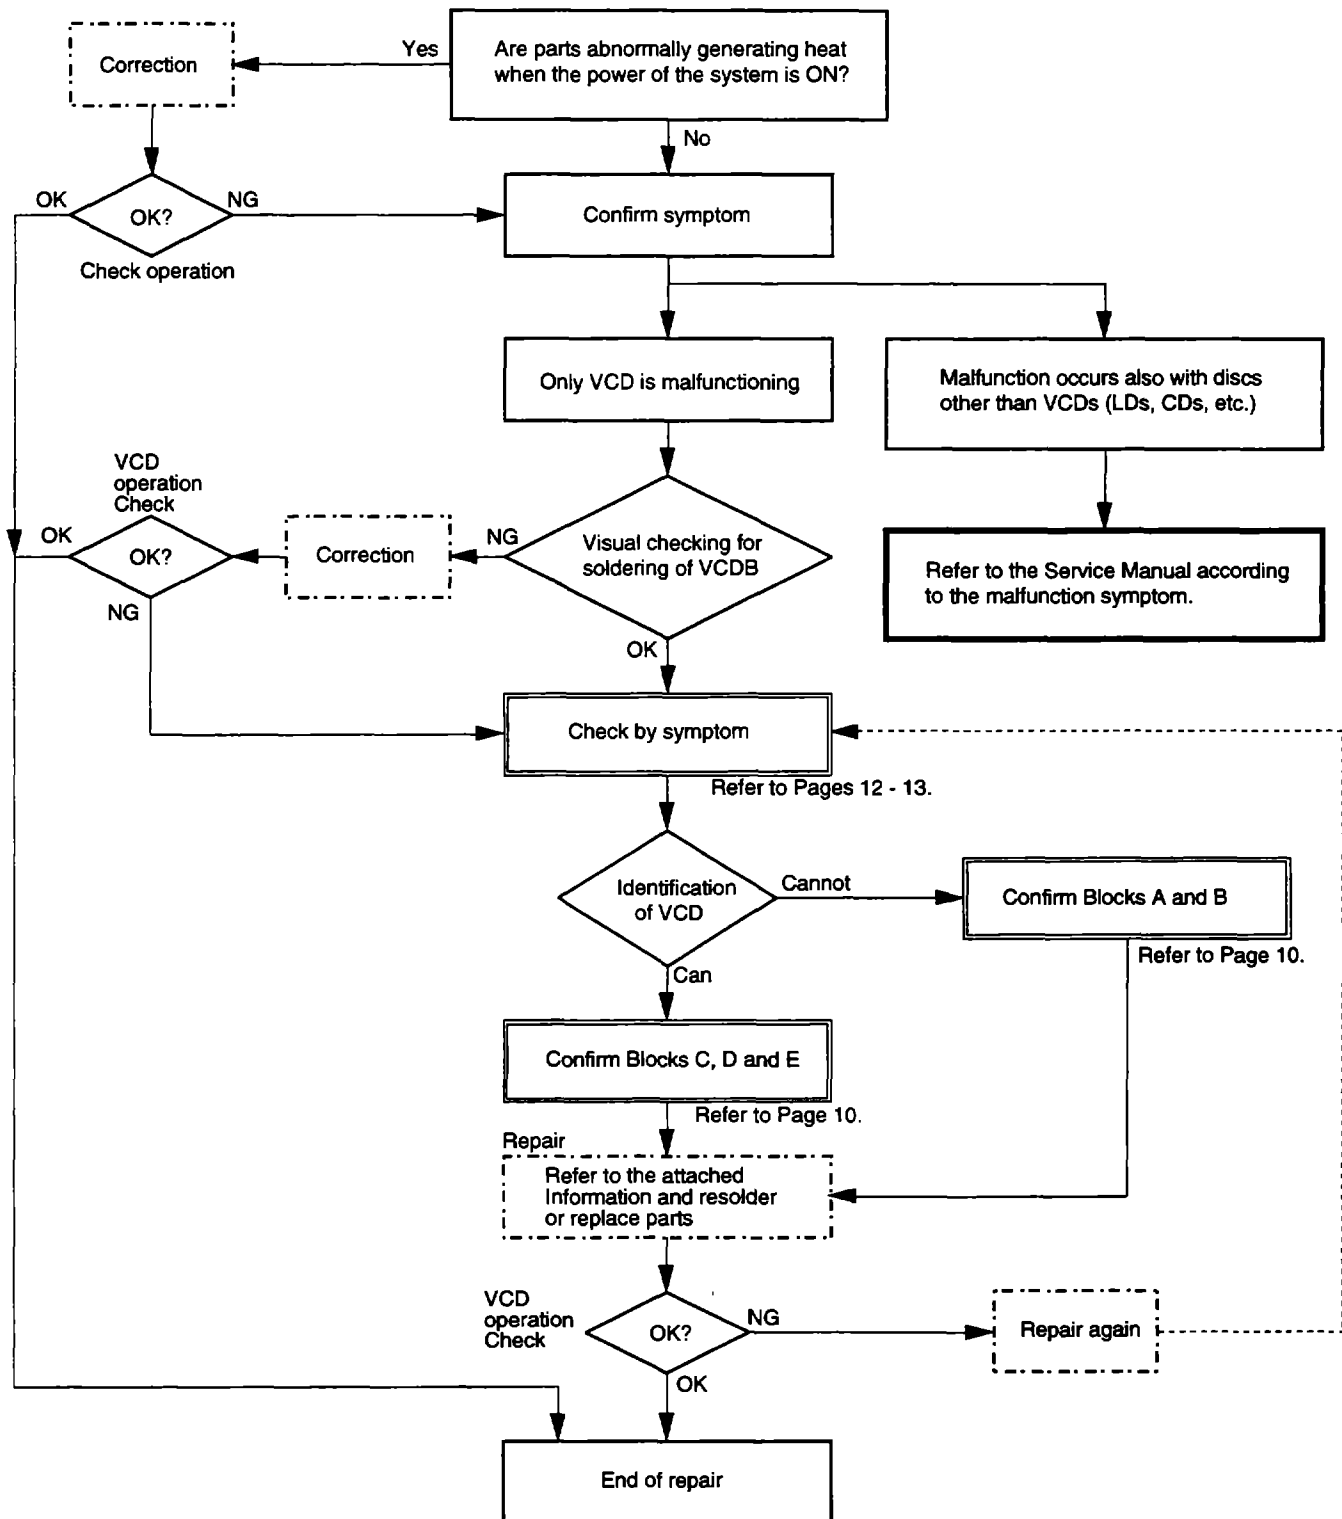 Correction
Yes
Are parts abnormally generating heat
when the power of the system is ON?
No
OK
OK?
NG
Check operation
Confirm symptom
Only VCD is malfunctioning
Malfunction occurs also with discs
other than VCDs (LDs, CDs, etc.)
VCD
operation
Check
OK
OK?
NG
Correction
NG
Visual checking for
soldering of VCDB
OK
Refer to the Service Manual according
to the malfunction symptom.
Check by symptom
Refer to Pages 12 - 13.
Identification
of VCD
Cannot
Confirm Blocks A and B
Refer to Page 10.
Can
Confirm Blocks C, D and E
Refer to Page 10.
Repair
Refer to the attached
Information and resolder
or replace parts
VCD
operation
Check
OK?
NG
Repair again
OK
End of repair